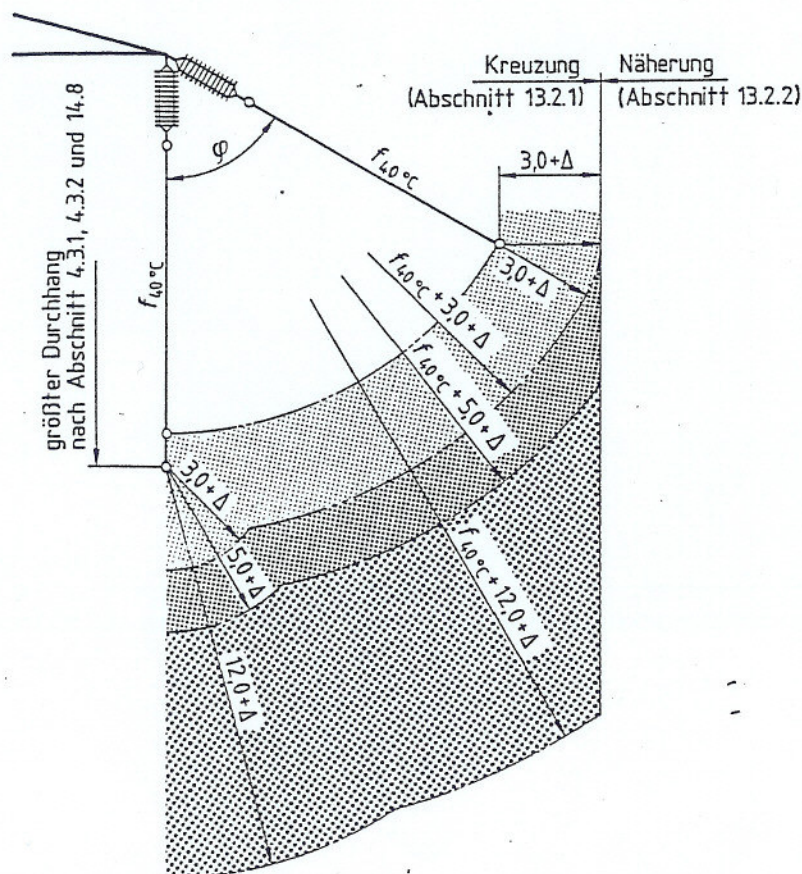 Kreuzung
(Abschnitt 13.2.1)
Näherung
(Abschnitt 13.2.2)
3,0+Δ
φ
f40°C
f40°C
größter Durchhang
nach Abschnitt 4.3.1, 4.3.2 und 14.8
3,0+Δ
f40°C + 3,0+Δ
f40°C + 5,0+Δ
f40°C + 12,0+Δ
3,0+Δ
5,0+Δ
12,0+Δ